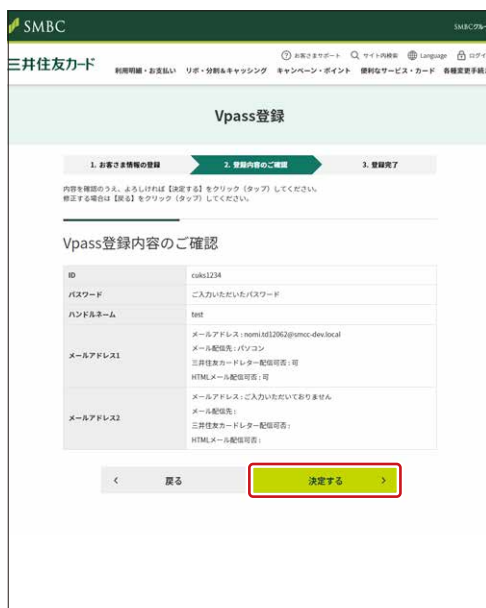 SMBC
SMBCグルー
三井住友カード
お客さまサポート サイト内検索 Language ログイ
利用明細・お支払い リボ・分割&キャッシング キャンペーン・ポイント 便利なサービス・カード 各種変更手続
Vpass登録
1. お客さま情報の登録 2. 登録内容のご確認 3. 登録完了
内容を確認のうえ、よろしければ【決定する】をクリック（タップ）してください。
修正する場合は【戻る】をクリック（タップ）してください。
Vpass登録内容のご確認
ID cuks1234
パスワード ご入力いただいたパスワード
ハンドルネーム test
メールアドレス1
メールアドレス : nomi.td12062@smcc-dev.local
メール配信先 : パソコン
三井住友カードレター配信可否 : 可
HTMLメール配信可否 : 可
メールアドレス2
メールアドレス : ご入力いただいておりません
メール配信先 :
三井住友カードレター配信可否 :
HTMLメール配信可否 :
戻る 決定する